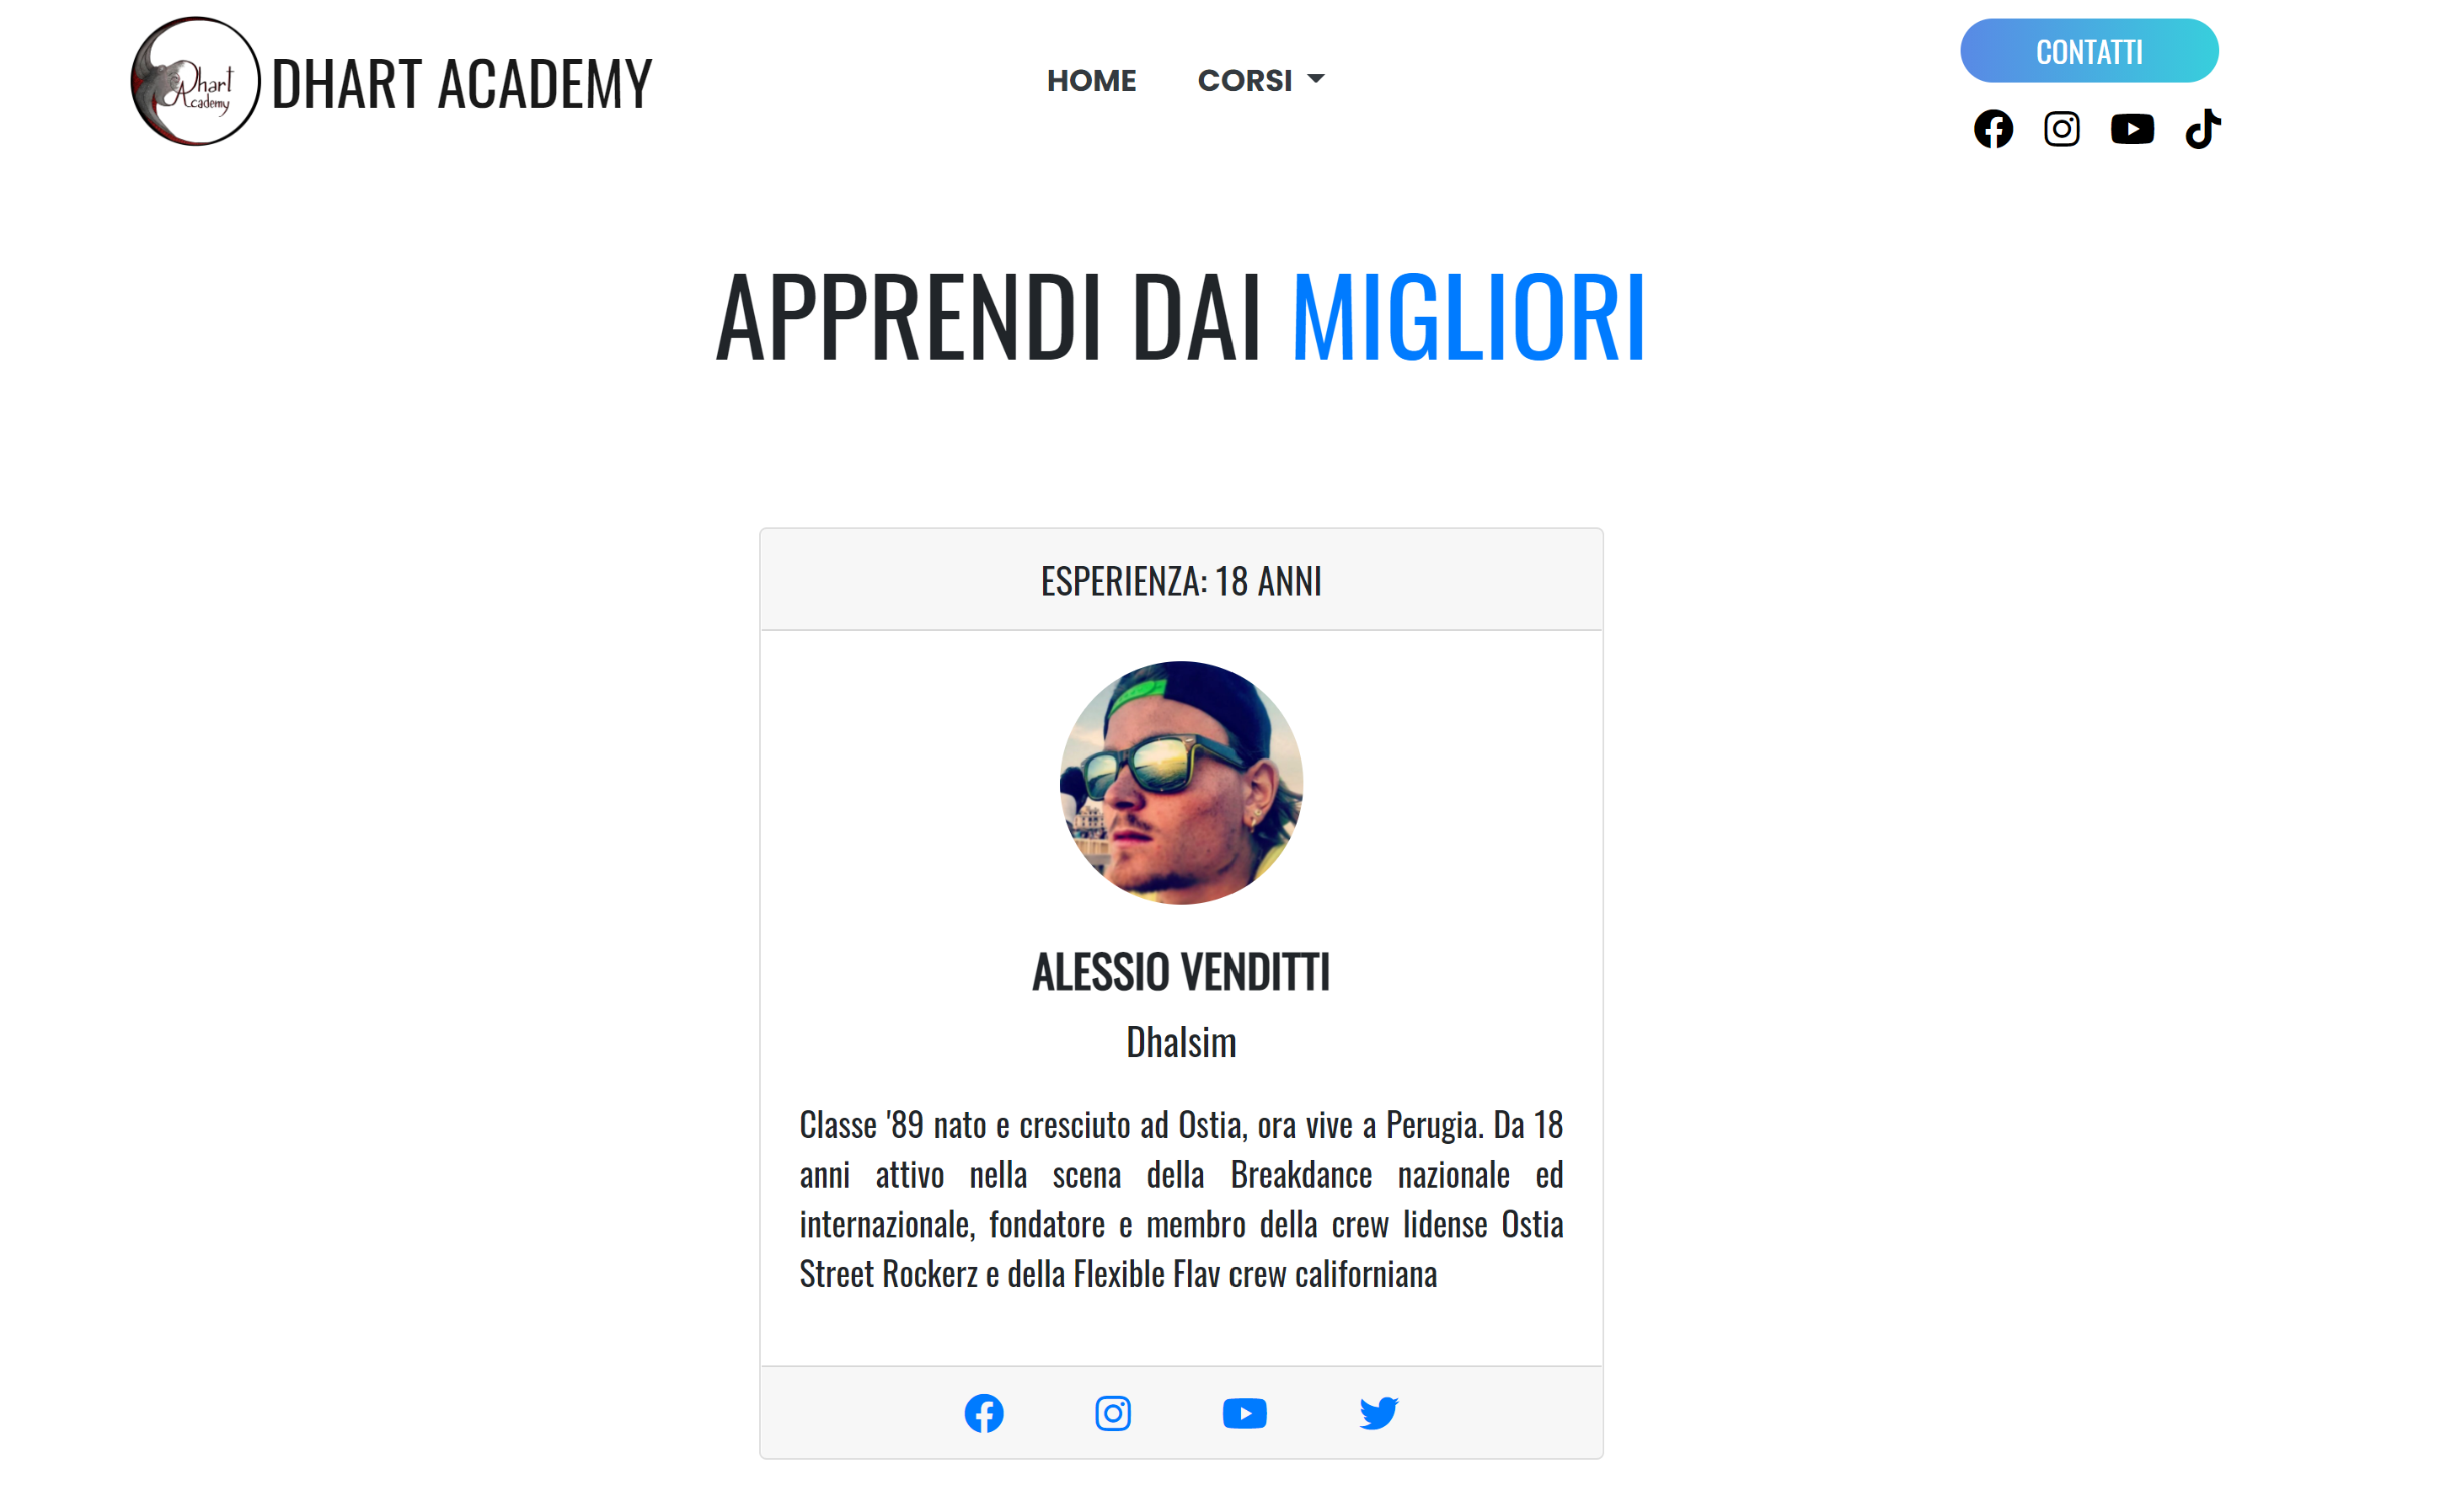 Dhart
Academy
DHART ACADEMY
HOME
CORSI
CONTATTI
APPRENDI DAI MIGLIORI
ESPERIENZA: 18 ANNI
ALESSIO VENDITTI
Dhalsim
Classe '89 nato e cresciuto ad Ostia, ora vive a Perugia. Da 18
anni attivo nella scena della Breakdance nazionale ed
internazionale, fondatore e membro della crew lidense Ostia
Street Rockerz e della Flexible Flav crew californiana